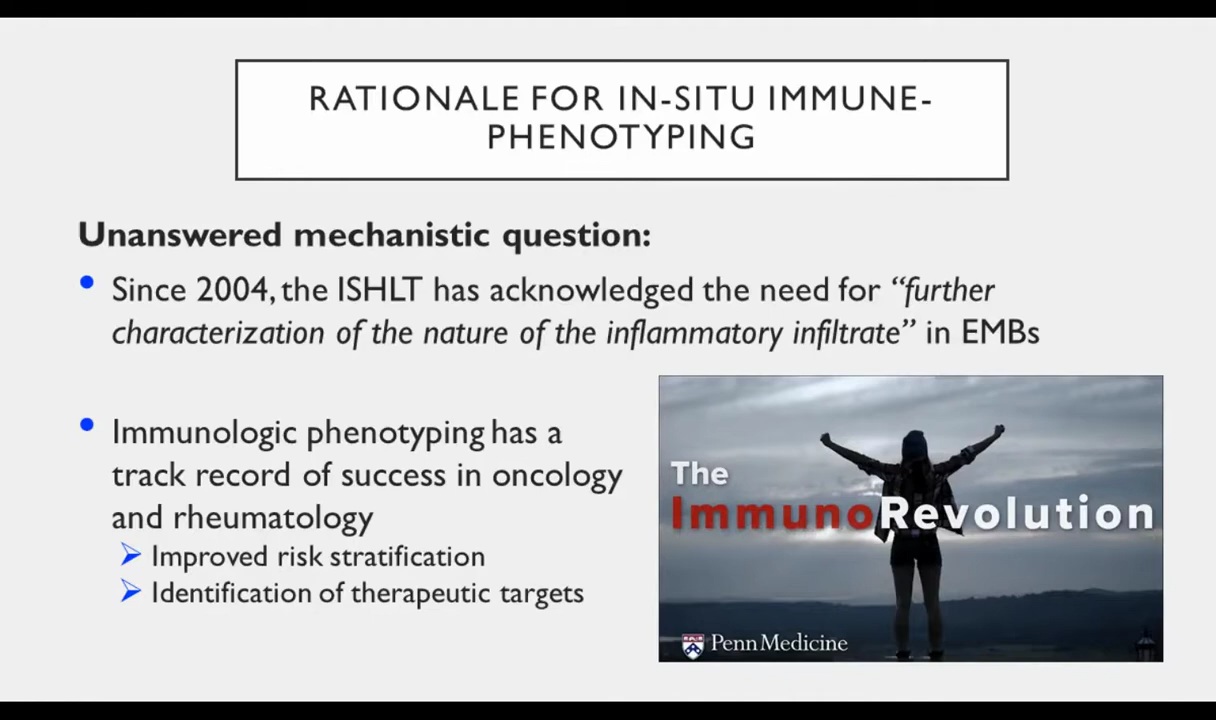 RATIONALE FOR IN-SITU IMMUNE-
PHENOTYPING
Unanswered mechanistic question:
• Since 2004, the ISHLT has acknowledged the need for “further
characterization of the nature of the inflammatory infiltrate” in EMBs
• Immunologic phenotyping has a
track record of success in oncology
and rheumatology
➢ Improved risk stratification
➢ Identification of therapeutic targets
The
ImmunoRevolution
Penn Medicine